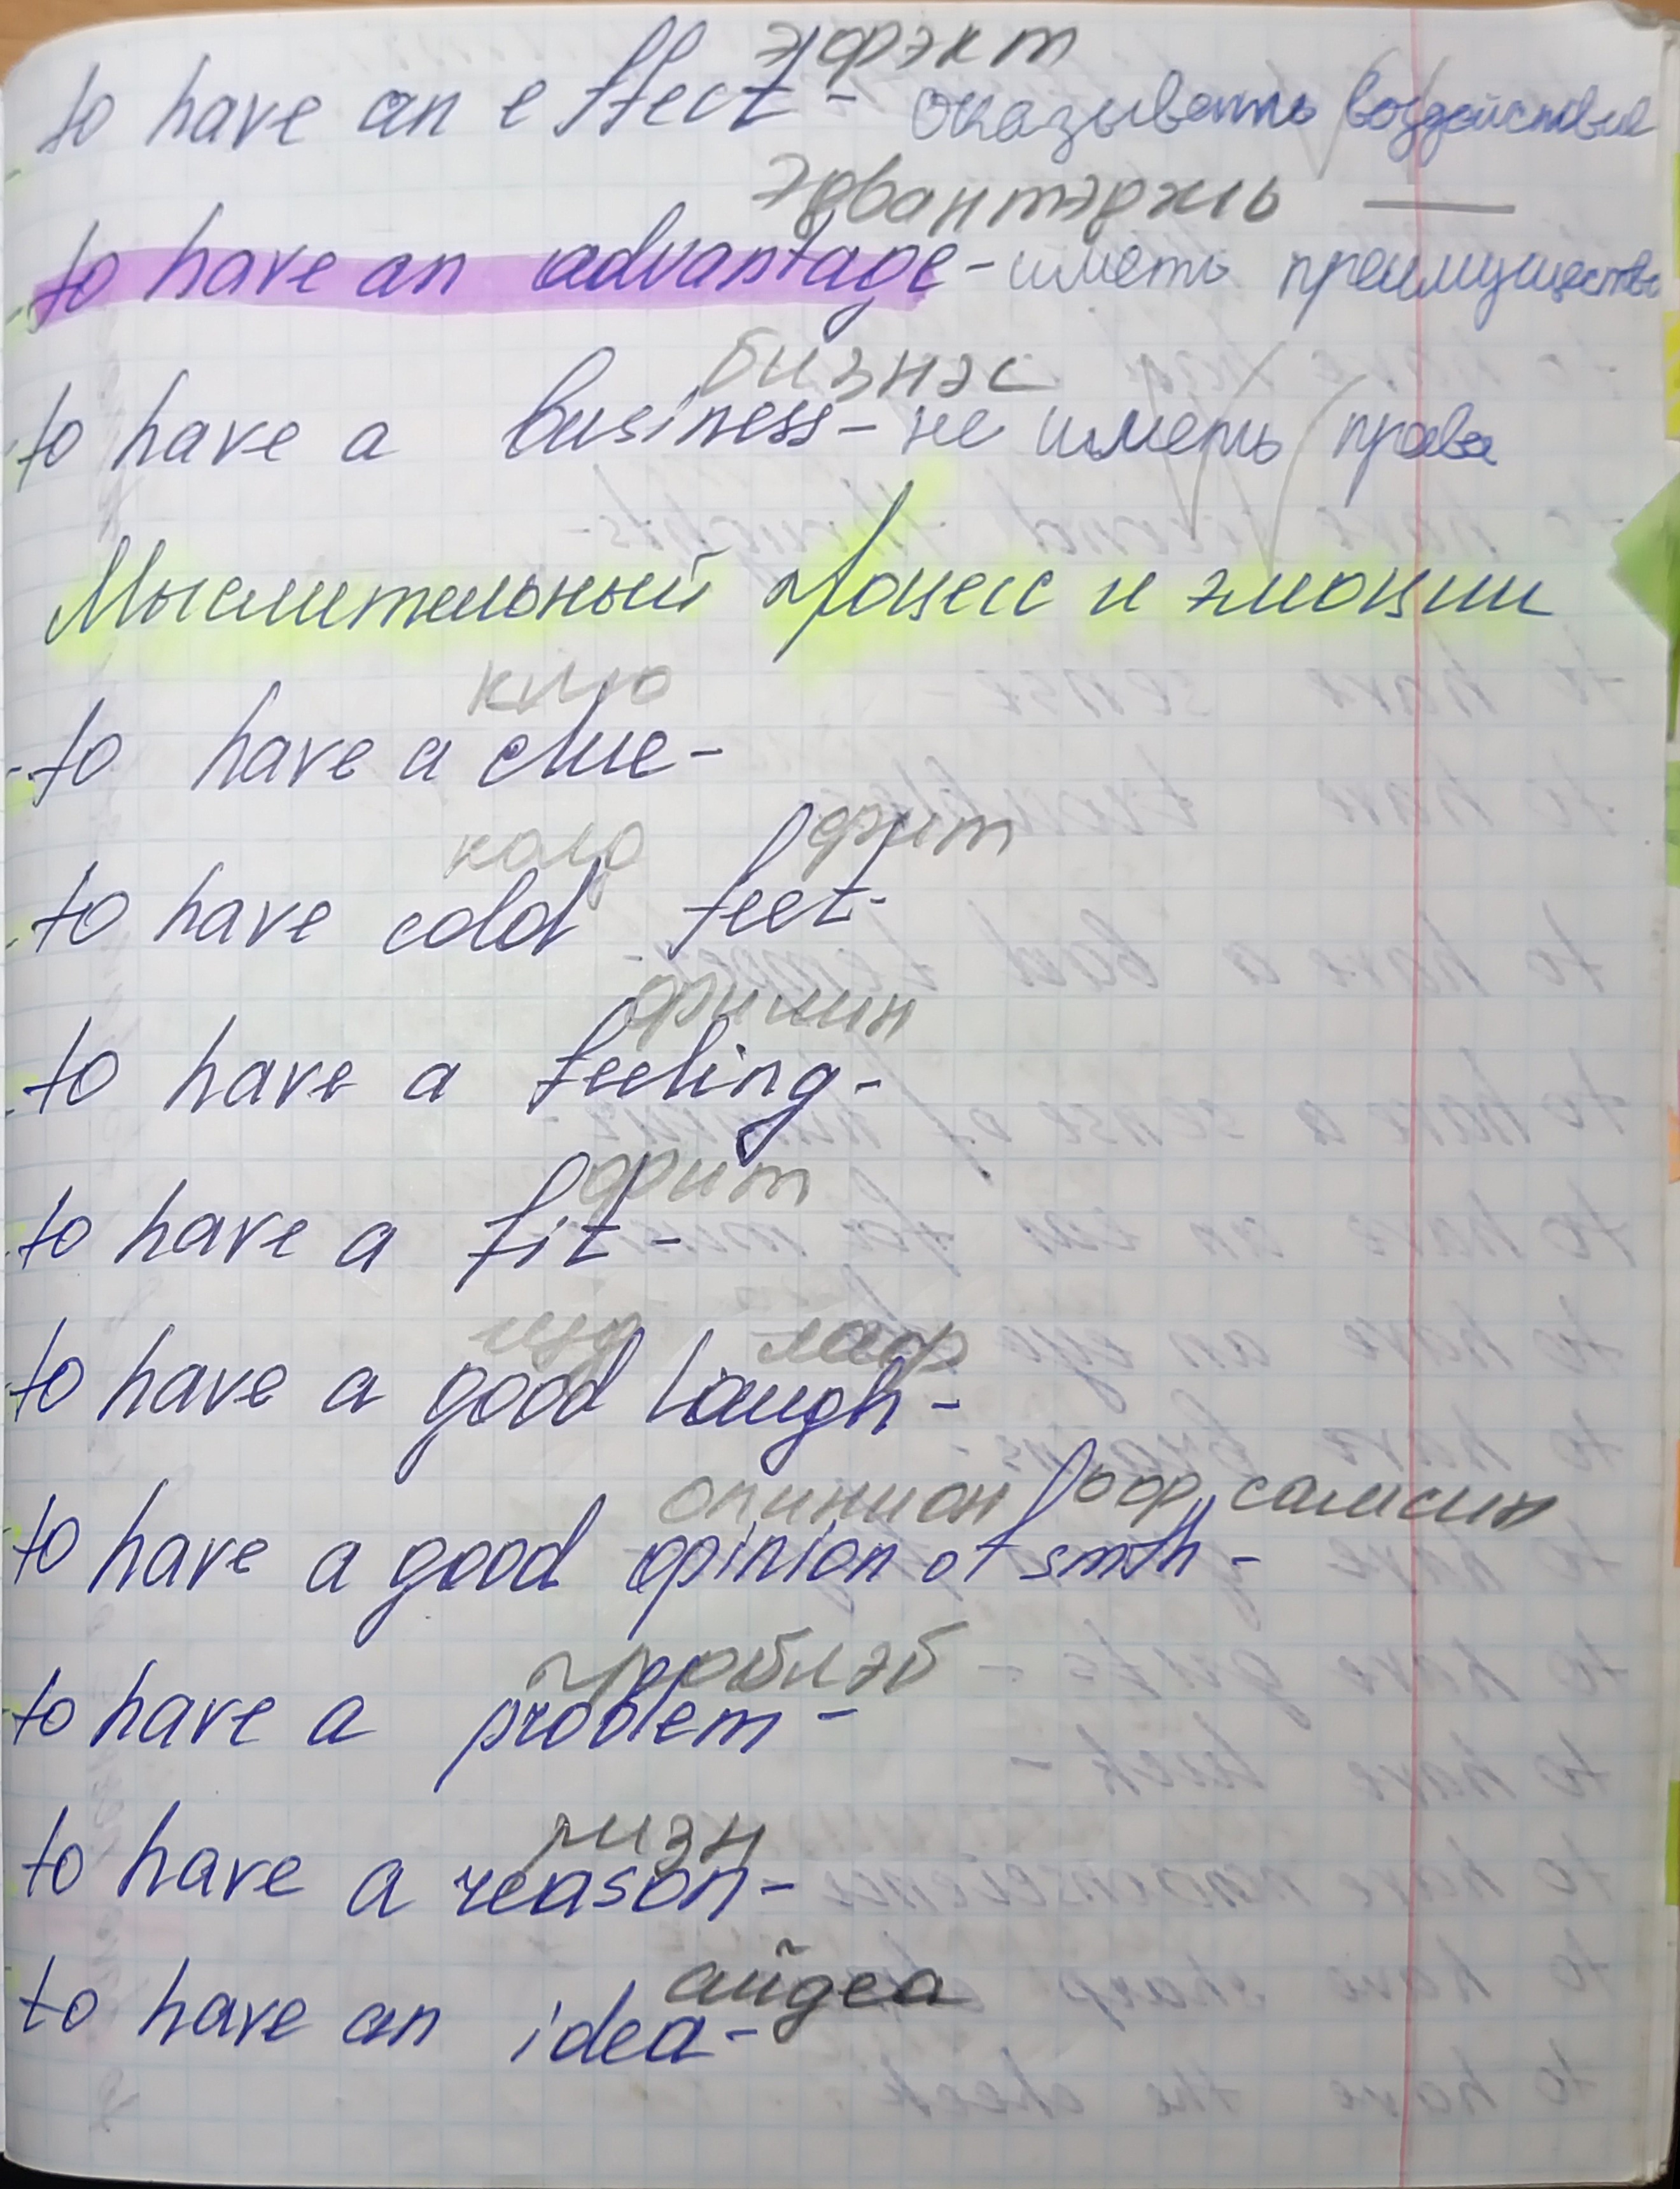 эфэкт
to have an effect - оказывать воздействие
эдвантэджь
to have an advantage - иметь преимущество
бизнэс
to have a business - не иметь права
Мыслительный процесс и эмоции
клю
to have a clue -
колд фит
to have cold feet -
филин
to have a feeling -
фит
to have a fit -
гуд лаф
to have a good laugh -
опинион оф самсин
to have a good opinion of smth -
проблэб
to have a problem -
ризн
to have a reason -
айдеа
to have an idea -